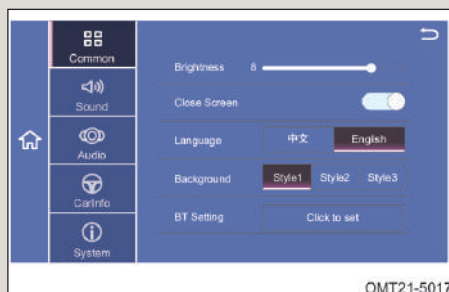 Common
Sound
Audio
CarInfo
System
Brightness 8
Close Screen
Language 中文 English
Background Style1 Style2 Style3
BT Setting Click to set
OMT21-5017